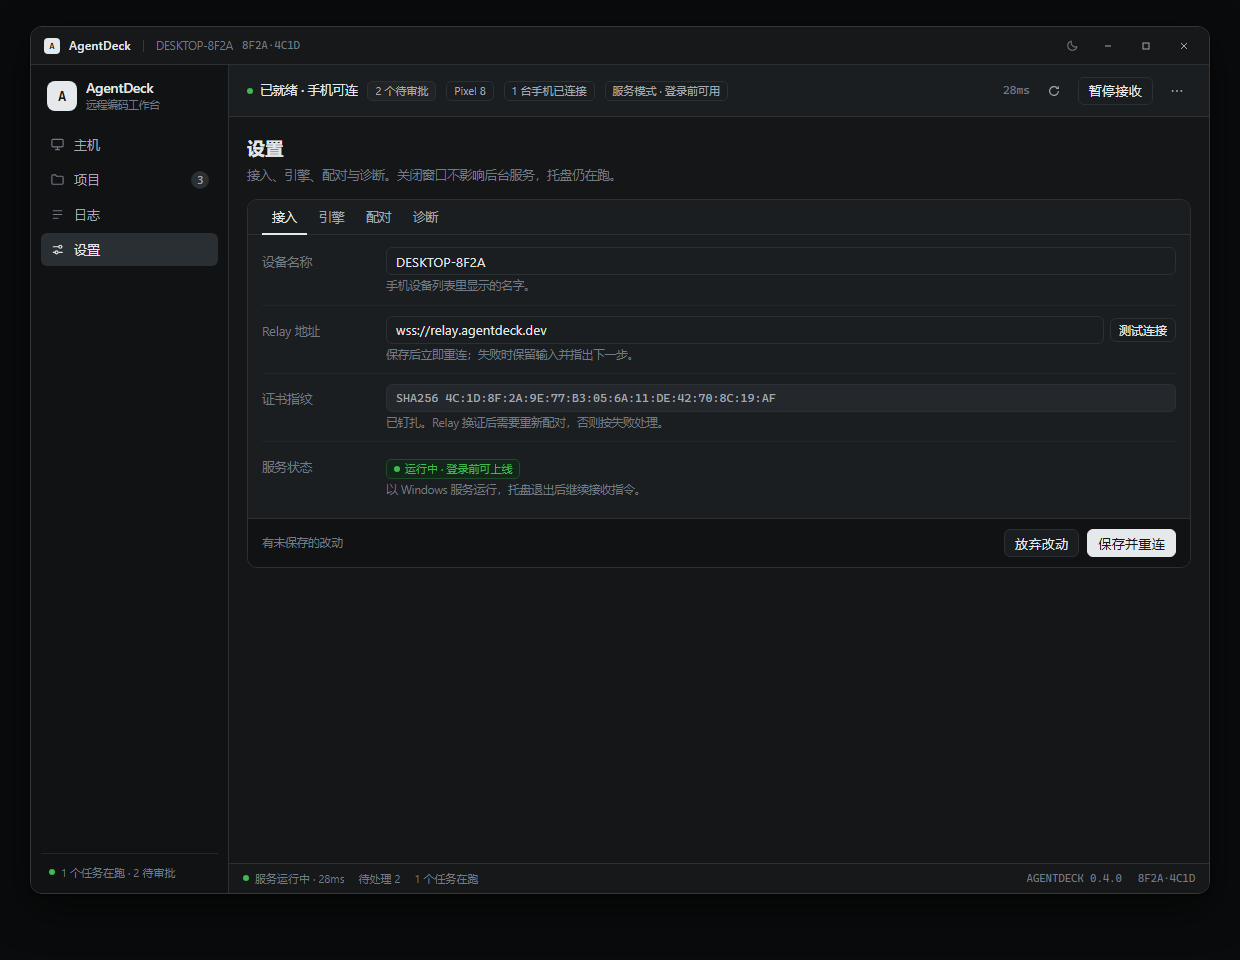 A AgentDeck DESKTOP-8F2A 8F2A·4C1D
A AgentDeck
远程编码工作台
主机
项目 3
日志
设置
已就绪 · 手机可连 2 个待审批 Pixel 8 1 台手机已连接 服务模式 · 登录前可用 28ms 暂停接收
设置
接入、引擎、配对与诊断。关闭窗口不影响后台服务，托盘仍在跑。
接入 引擎 配对 诊断
设备名称 DESKTOP-8F2A
手机设备列表里显示的名字。
Relay 地址 wss://relay.agentdeck.dev 测试连接
保存后立即重连；失败时保留输入并指出下一步。
证书指纹 SHA256 4C:1D:8F:2A:9E:77:B3:05:6A:11:DE:42:70:8C:19:AF
已钉扎。Relay 换证后需要重新配对，否则按失败处理。
服务状态 运行中 · 登录前可上线
以 Windows 服务运行，托盘退出后继续接收指令。
有未保存的改动 放弃改动 保存并重连
1 个任务在跑 · 2 待审批
服务运行中 · 28ms 待处理 2 1 个任务在跑 AGENTDECK 0.4.0 8F2A·4C1D